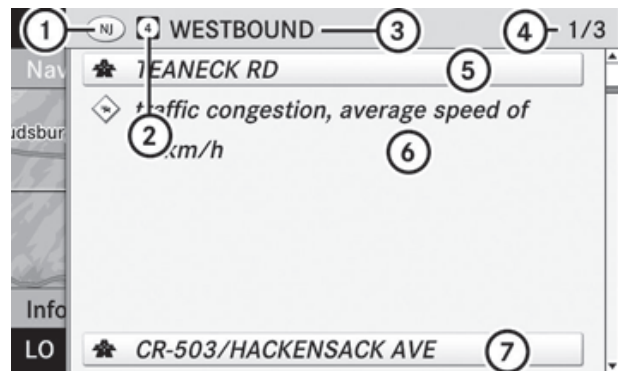 1 NJ 4 WESTBOUND 3 4 1/3
Nav TEANECK RD 5
traffic congestion, average speed of
udsbur 2 km/h 6
Info
LO CR-503/HACKENSACK AVE 7